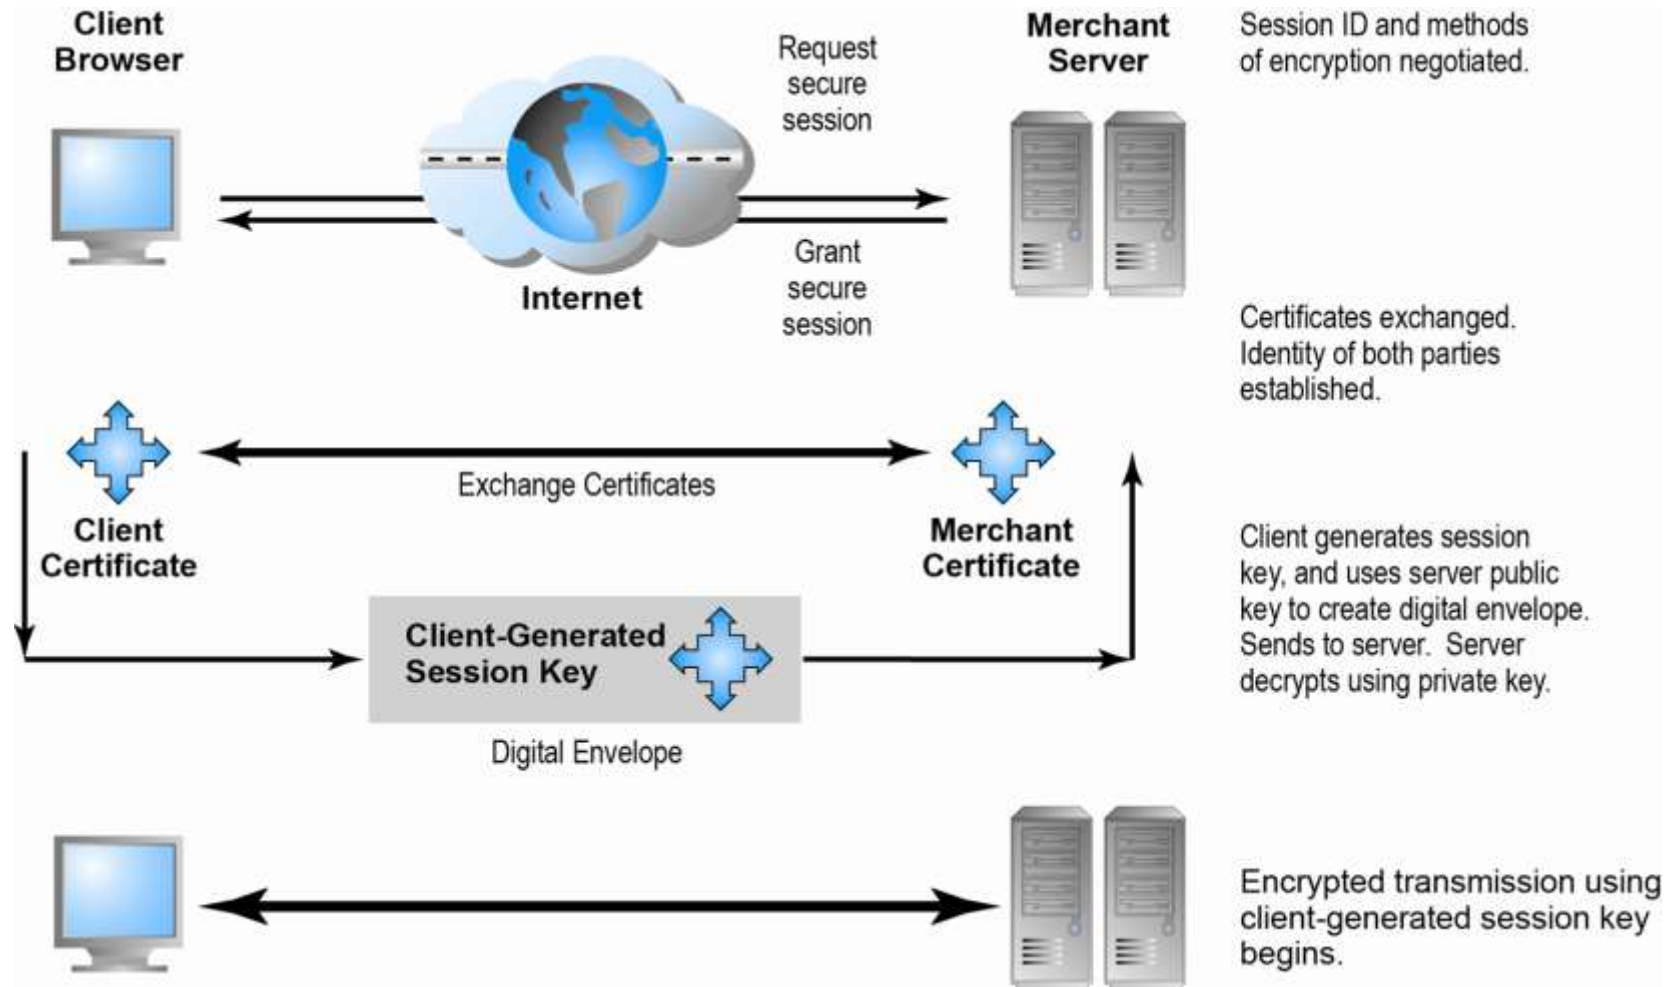 Client
Browser
Request
secure
session
Merchant
Server
Session ID and methods
of encryption negotiated.
Internet
Grant
secure
session
Certificates exchanged.
Identity of both parties
established.
Exchange Certificates
Client
Certificate
Merchant
Certificate
Client generates session
key, and uses server public
key to create digital envelope.
Sends to server. Server
decrypts using private key.
Client-Generated
Session Key
Digital Envelope
Encrypted transmission using
client-generated session key
begins.